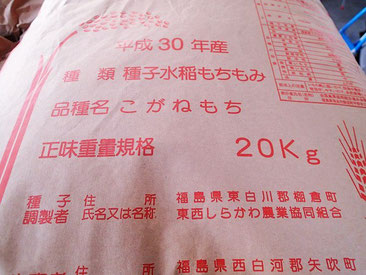 平成30年産
種類 種子水稲もちもみ
品種名 こがねもち
正味重量規格 20Kg
種子 住所 福島県東白川郡棚倉町
調製者 氏名又は名称 東西しらかわ農業協同組合
住所 福島県西白河郡矢吹町